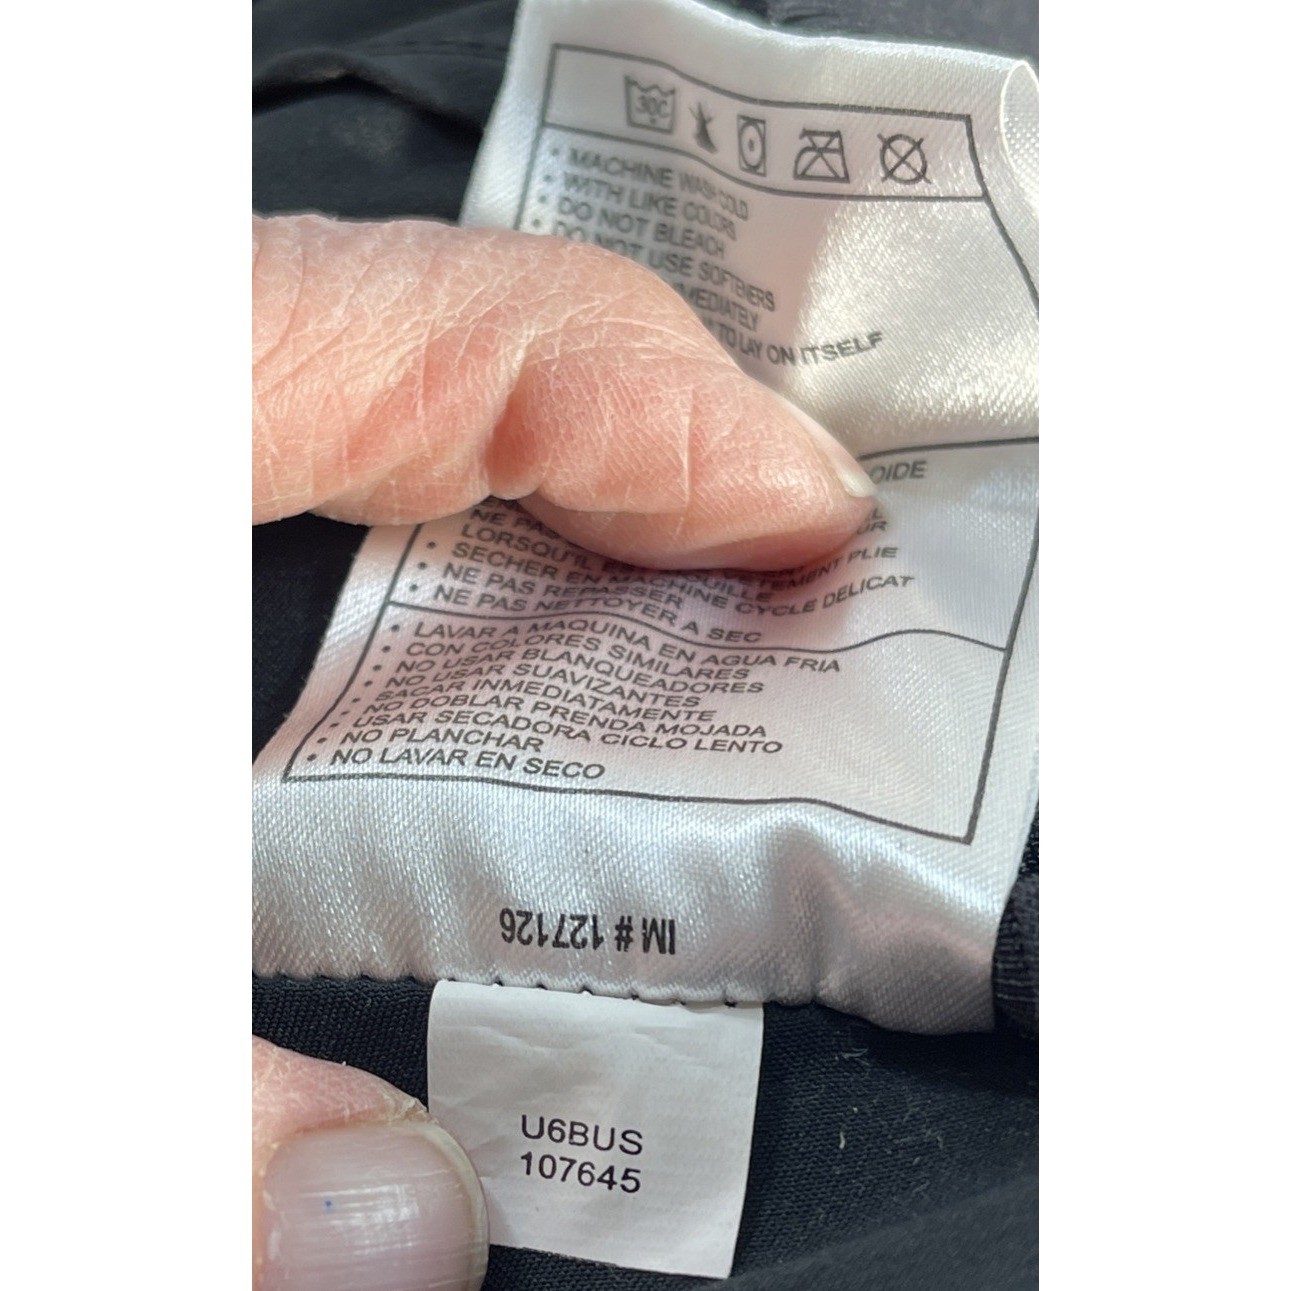 30C
• MACHINE WASH COLD
• WITH LIKE COLORS
• DO NOT BLEACH
• DO NOT USE SOFTENERS
IMMEDIATELY
TO LAY ON ITSELF
NE PAS
LORSQU'IL PLIE
• SECHER EN MACHINE CYCLE DELICAT
• NE PAS REPASSER
• NE PAS NETTOYER A SEC
• LAVAR A MAQUINA EN AGUA FRIA
• CON COLORES SIMILARES
• NO USAR BLANQUEADORES
• NO USAR SUAVIZANTES
• SACAR INMEDIATAMENTE
• NO DOBLAR PRENDA MOJADA
• USAR SECADORA CICLO LENTO
• NO PLANCHAR
• NO LAVAR EN SECO
IM # 127126
U6BUS
107645